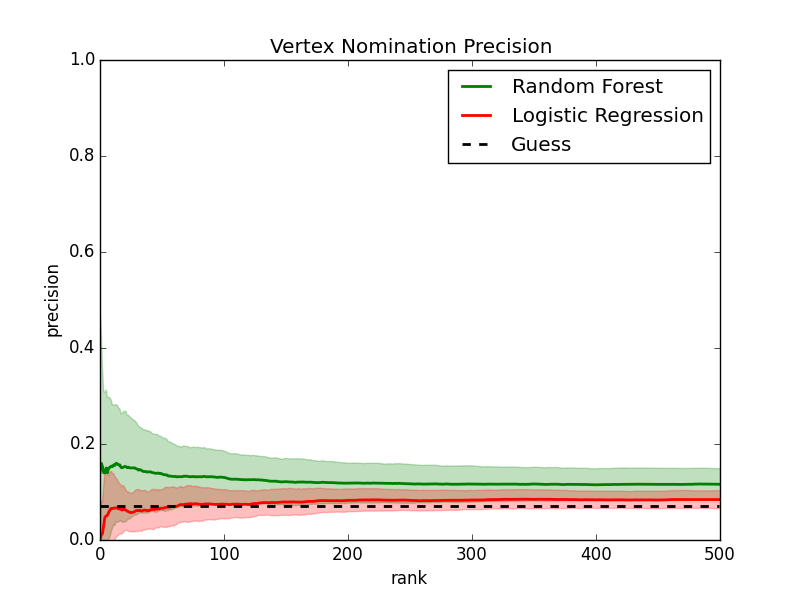 Vertex Nomination Precision
1.0
0.8
0.6
0.4
0.2
0.0
precision
Random Forest
Logistic Regression
Guess
0 100 200 300 400 500
rank